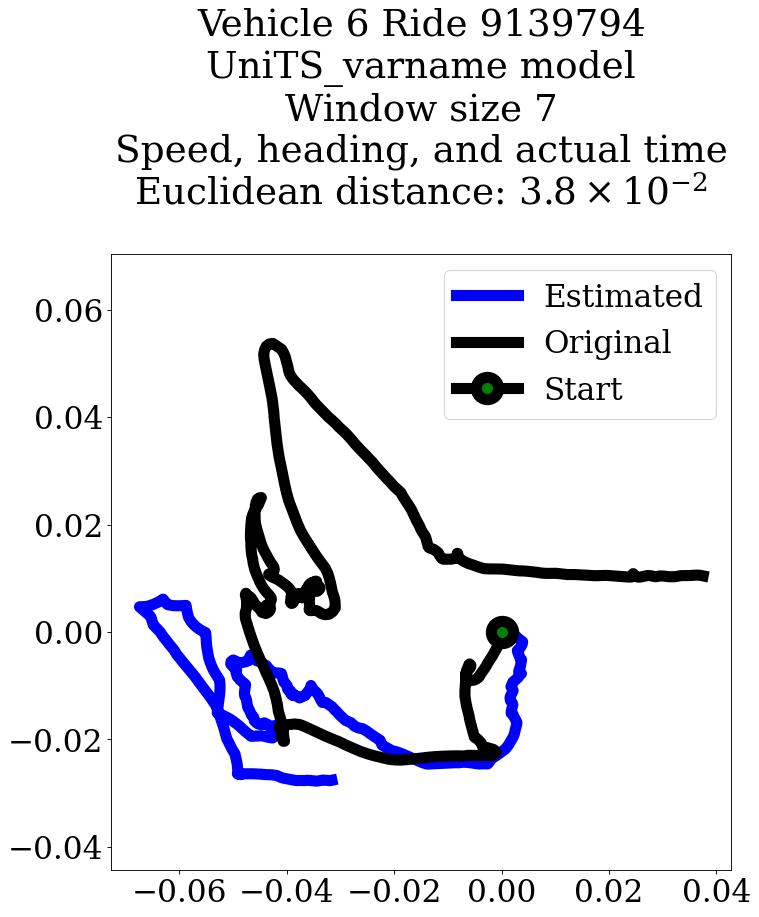 Vehicle 6 Ride 9139794
UniTS_varname model
Window size 7
Speed, heading, and actual time
Euclidean distance: 3.8 × 10⁻²
Estimated
Original
Start
0.06
0.04
0.02
0.00
−0.02
−0.04
−0.06 −0.04 −0.02 0.00 0.02 0.04